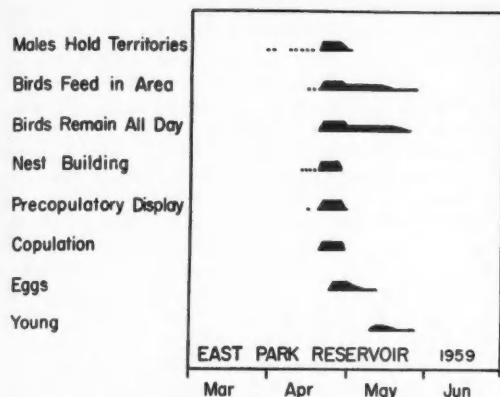 Males Hold Territories
Birds Feed in Area
Birds Remain All Day
Nest Building
Precopulatory Display
Copulation
Eggs
Young
EAST PARK RESERVOIR 1959
Mar Apr May Jun